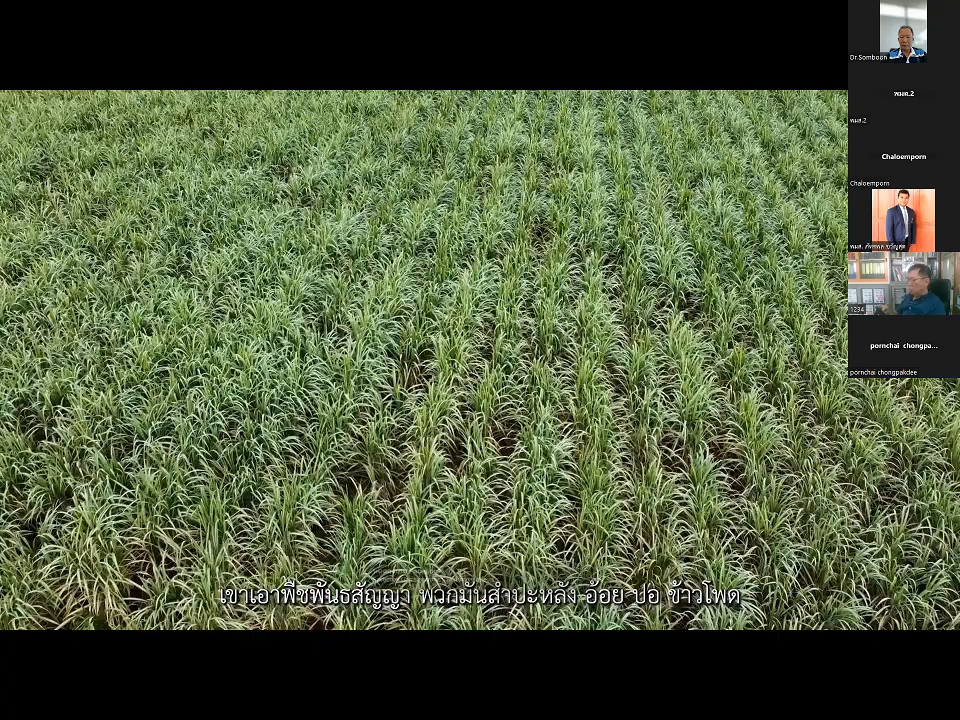 Dr.Somboon
พมต.2
พมส.2
Chaloemporn
Chaloemporn
1234
pornchai chongpa...
pornchai chongpakdee
เขาเอาพืชพันธสัญญา พวกมันสำปะหลัง อ้อย ปอ ข้าวโพด